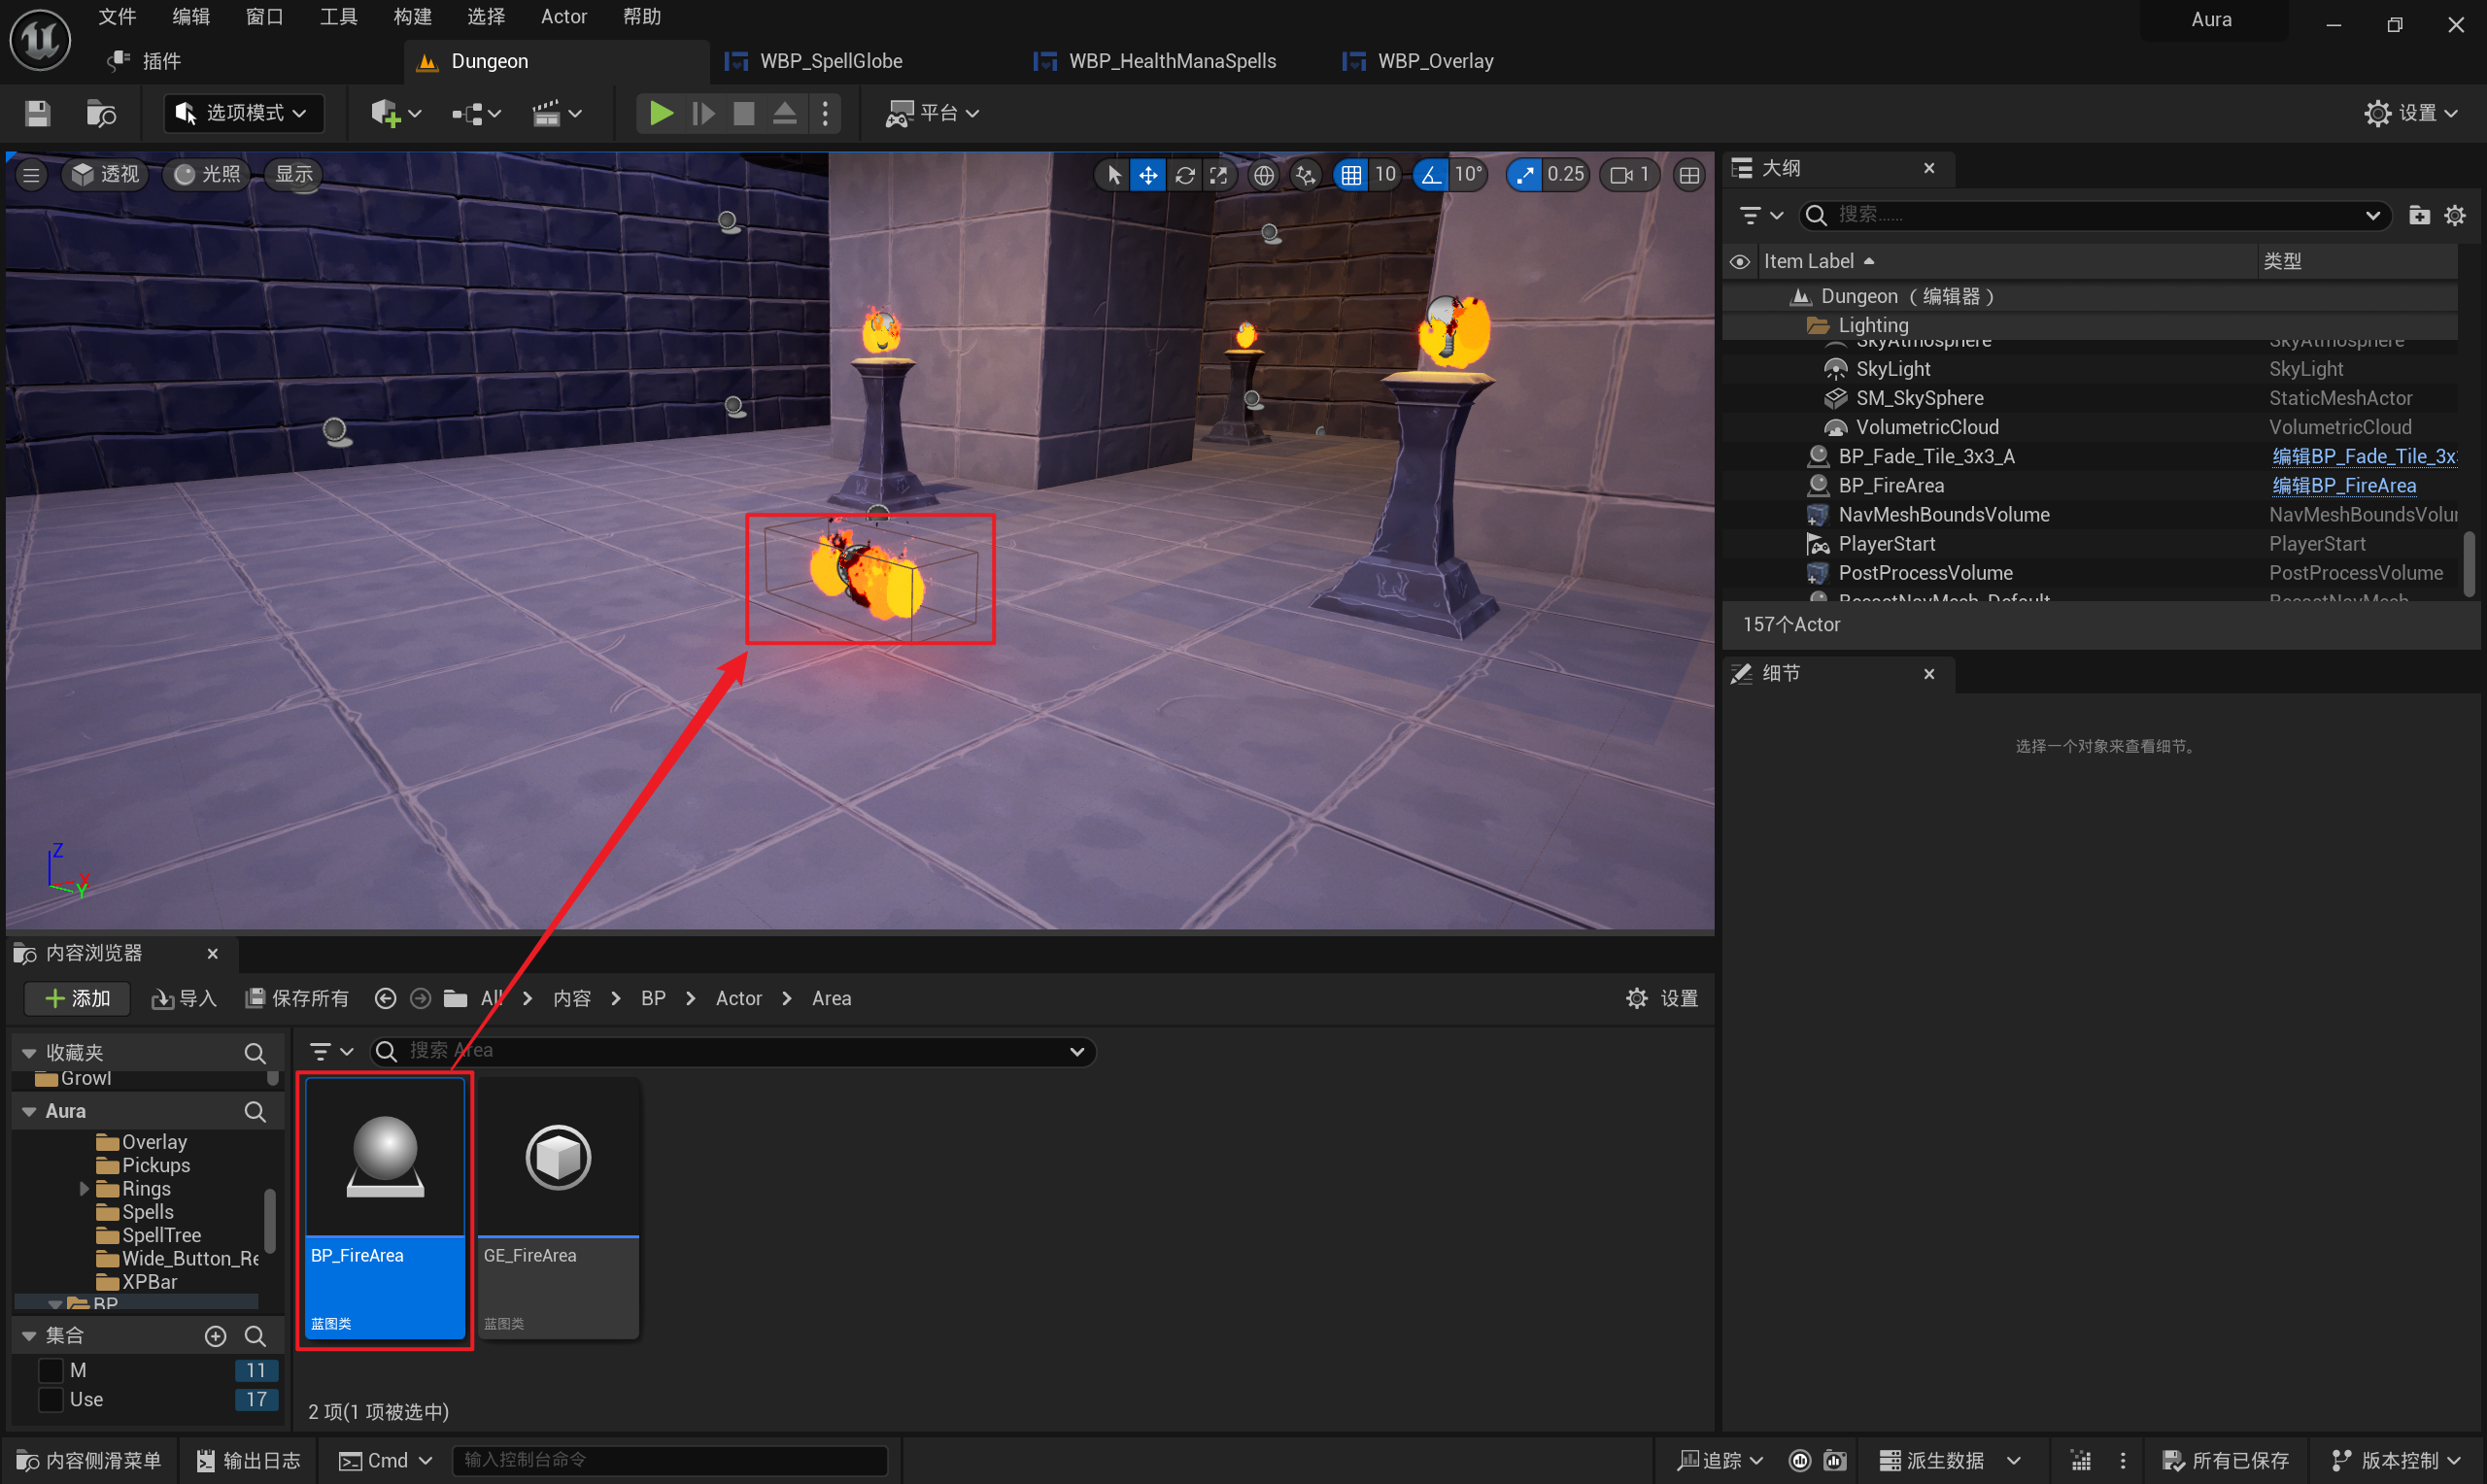 文件 编辑 窗口 工具 构建 选择 Actor 帮助
Aura
插件
Dungeon
WBP_SpellGlobe
WBP_HealthManaSpells
WBP_Overlay
选项模式
平台
设置
透视 光照 显示
10 10° 0.25 1
Z
X
Y
大纲
搜索......
Item Label 类型
Dungeon（编辑器）
Lighting
SkyAtmosphere SkyAtmosphere
SkyLight SkyLight
SM_SkySphere StaticMeshActor
VolumetricCloud VolumetricCloud
BP_Fade_Tile_3x3_A 编辑BP_Fade_Tile_3x
BP_FireArea 编辑BP_FireArea
NavMeshBoundsVolume NavMeshBoundsVolu
PlayerStart PlayerStart
PostProcessVolume PostProcessVolume
157个Actor
细节
选择一个对象来查看细节。
内容浏览器
添加 导入 保存所有 All 内容 BP Actor Area
设置
收藏夹
Growl
Aura
Overlay
Pickups
Rings
Spells
SpellTree
Wide_Button_Re
XPBar
BP
集合
M 11
Use 17
搜索 Area
BP_FireArea
蓝图类
GE_FireArea
蓝图类
2 项(1 项被选中)
内容侧滑菜单 输出日志 Cmd 输入控制台命令
追踪 派生数据 所有已保存 版本控制